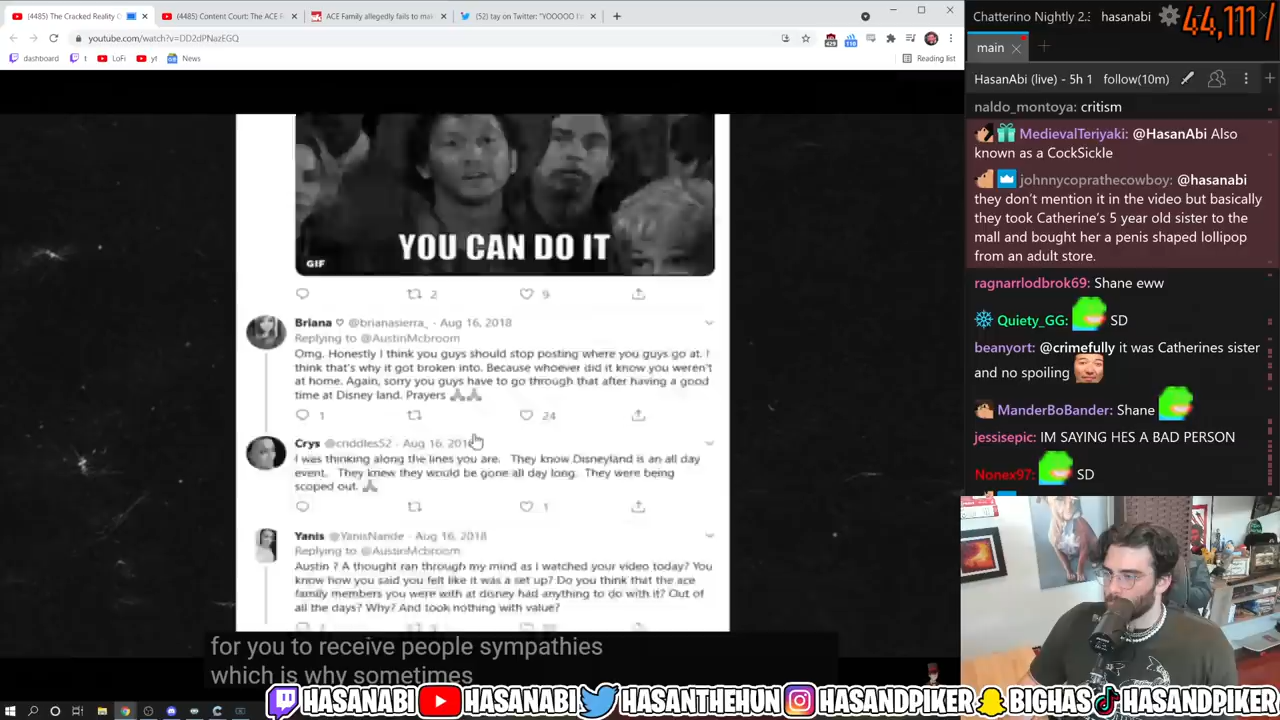 (4485) The Cracked Reality O
(4485) Content Court: The ACE R
ACE Family allegedly fails to mak
(52) tay on Twitter: "YOOOO I'm
youtube.com/watch?v=DD2dPNazEGQ
dashboard
t
LoFi
yt
News
Reading list
YOU CAN DO IT
GIF
2
9
Briana ♡ @brianasierra_ · Aug 16, 2018
Replying to @AustinMcbroom
Omg. Honestly I think you guys should stop posting where you guys go at. I
think that's why it got broken into. Because whoever did it know you weren't
at home. Again, sorry you guys have to go through that after having a good
time at Disney land. Prayers 🙏🙏
1
24
Crys @criddles52 · Aug 16, 2018
I was thinking along the lines you are. They know Disneyland is an all day
event. They knew they would be gone all day long. They were being
scoped out. 🙏
1
Yanis @YanisNande · Aug 16, 2018
Replying to @AustinMcbroom
Austin ? A thought ran through my mind as I watched your video today? You
know how you said you felt like it was a set up? Do you think that the ace
family members you were with at disney had anything to do with it? Out of
all the days? Why? And took nothing with value?
for you to receive people sympathies
which is why sometimes
Chatterino Nightly 2.
hasanabi
44,111/
main
HasanAbi (live) - 5h 1
follow(10m)
naldo_montoya: critism
MedievalTeriyaki: @HasanAbi Also
known as a CockSickle
johnnycoprathecowboy: @hasanabi
they don't mention it in the video but basically
they took Catherine's 5 year old sister to the
mall and bought her a penis shaped lollipop
from an adult store.
ragnarrlodbrok69: Shane eww
Quiety_GG: SD
beanyort: @crimefully it was Catherines sister
and no spoiling
ManderBoBander: Shane
jessisepic: IM SAYING HES A BAD PERSON
Nonex97: SD
HASANABI
HASANABI
HASANTHEHUN
HASANDPIKER
BIGHAS
HASANDPIKER